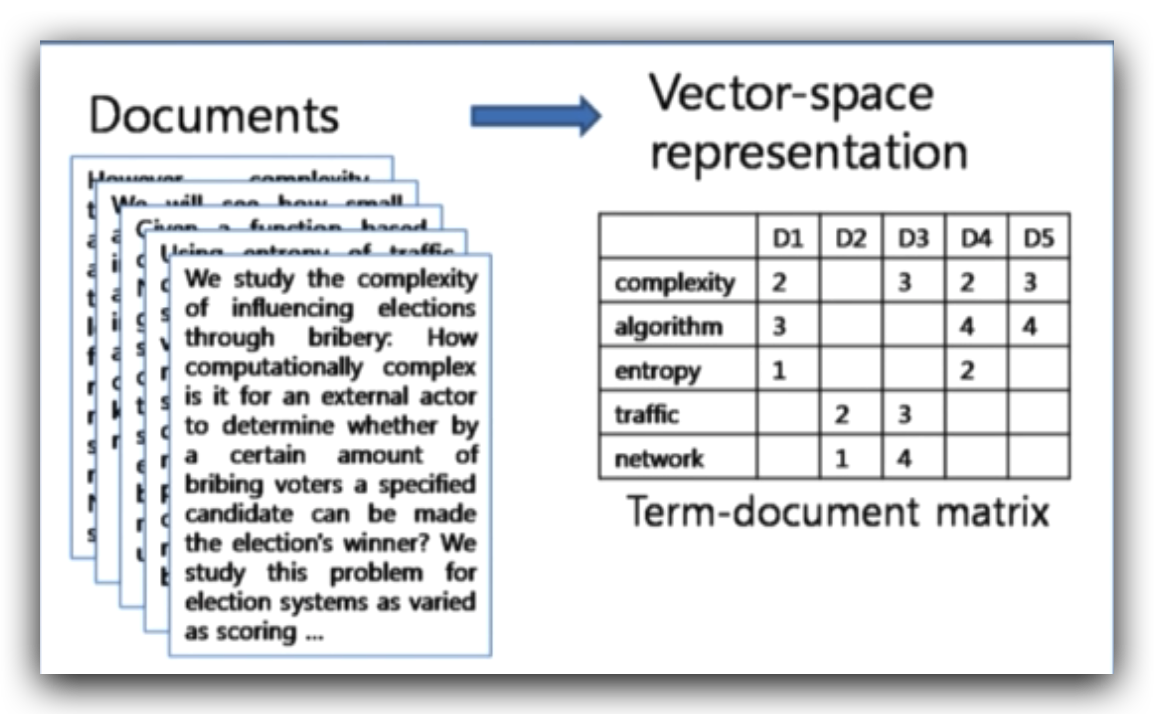 Documents
Vector-space
representation
However, complexity
We will see how small
Given a function based
Using entropy of traffic
We study the complexity
of influencing elections
through bribery: How
computationally complex
is it for an external actor
to determine whether by
a certain amount of
bribing voters a specified
candidate can be made
the election's winner? We
study this problem for
election systems as varied
as scoring ...
D1 D2 D3 D4 D5
complexity 2 3 2 3
algorithm 3 4 4
entropy 1 2
traffic 2 3
network 1 4
Term-document matrix